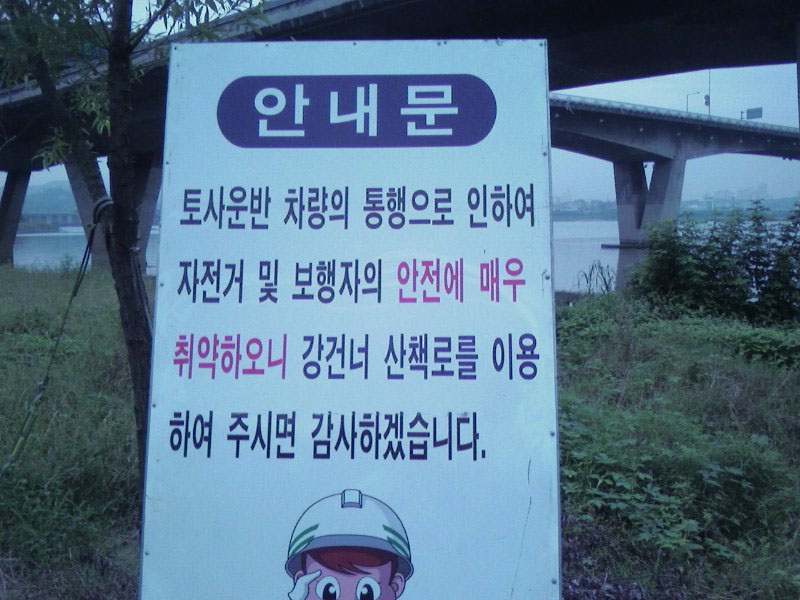 안내문
토사운반 차량의 통행으로 인하여
자전거 및 보행자의 안전에 매우
취약하오니 강건너 산책로를 이용
하여 주시면 감사하겠습니다.